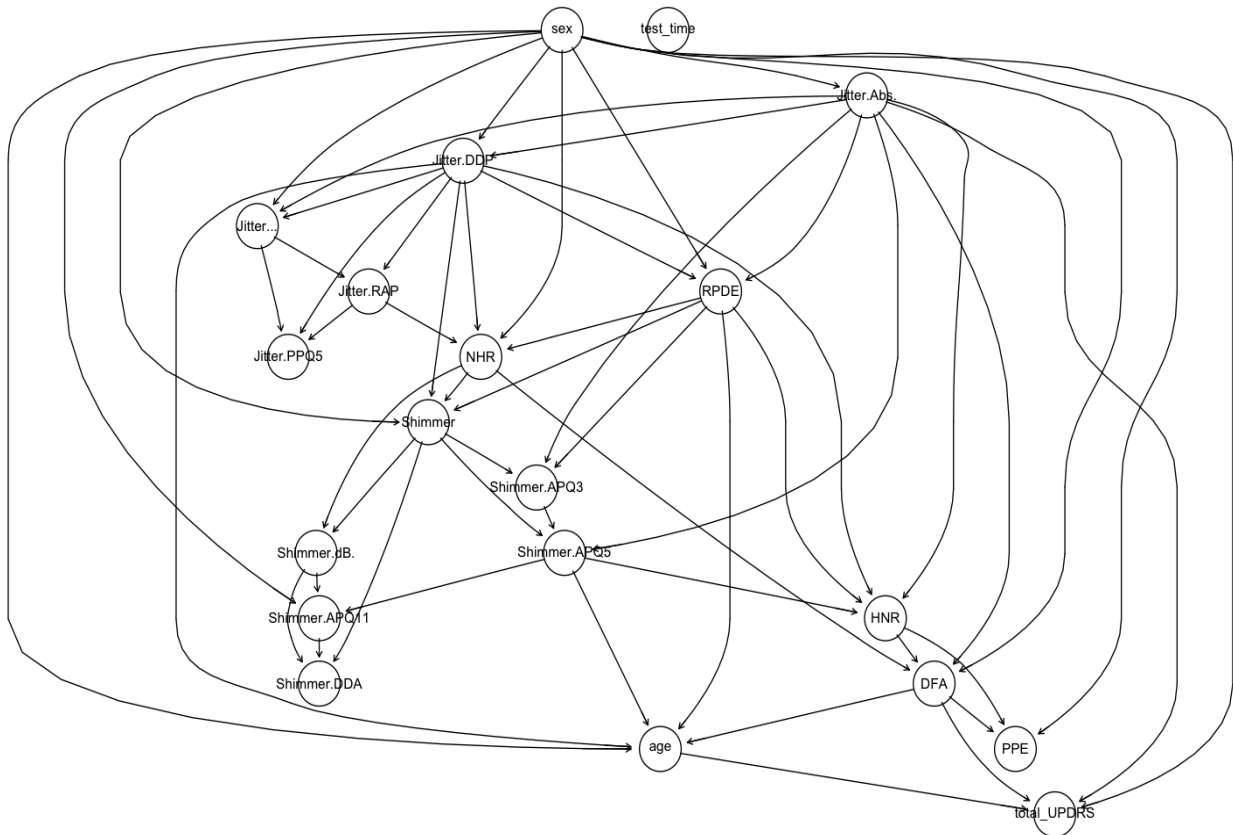 sex
test_time
Jitter.Abs.
Jitter.DDP
Jitter...
Jitter.RAP
RPDE
Jitter.PPQ5
NHR
Shimmer
Shimmer.APQ3
Shimmer.dB.
Shimmer.APQ5
Shimmer.APQ11
HNR
Shimmer.DDA
DFA
age
PPE
total_UPDRS